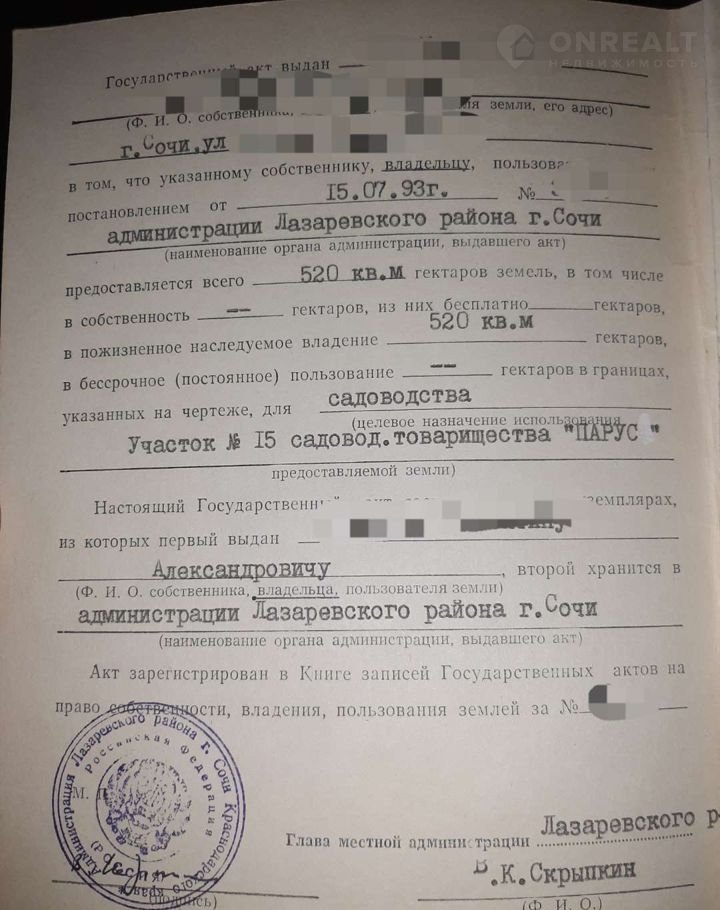 ONREALT
НЕДВИЖИМОСТЬ
Государственный акт выдан
(Ф. И. О. собственника, земли, его адрес)
г.Сочи,ул
в том, что указанному собственнику, владельцу,
постановлением от 15.07.93г. №
администрации Лазаревского района г.Сочи
(наименование органа администрации, выдавшего акт)
предоставляется всего 520 кв.м гектаров земель, в том числе
в собственность -- гектаров, из них бесплатно гектаров,
520 кв.м
в пожизненное наследуемое владение гектаров,
в бессрочное (постоянное) пользование -- гектаров в границах,
указанных на чертеже, для садоводства
(целевое назначение использования
Участок № 15 садовод.товарищества "ПАРУС"
предоставляемой земли)
Настоящий Государственный акт
из которых первый выдан
Александровичу, второй хранится в
(Ф. И. О. собственника, владельца, пользователя земли)
администрации Лазаревского района г.Сочи
(наименование органа администрации, выдавшего акт)
Акт зарегистрирован в Книге записей Государственных актов на
право собственности, владения, пользования землей за №
Администрация Лазаревского района г. Сочи Краснодарского края
Российская Федерация
М. П.
Глава местной администрации Лазаревского р-
В.К.Скрыпкин
(подпись) (Ф. И. О.)